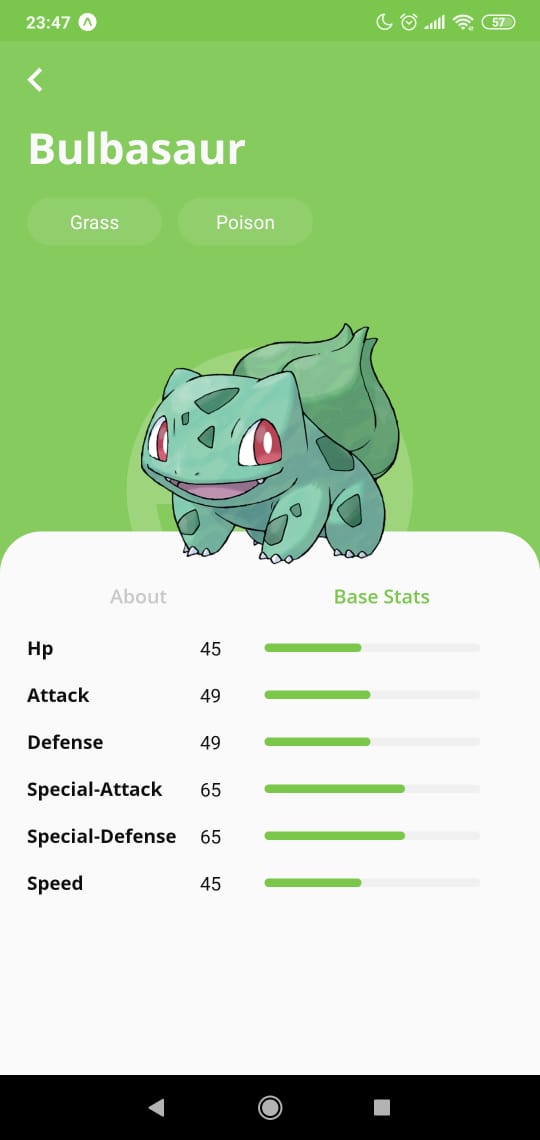 23:47 57
Bulbasaur
Grass Poison
About Base Stats
Hp 45
Attack 49
Defense 49
Special-Attack 65
Special-Defense 65
Speed 45